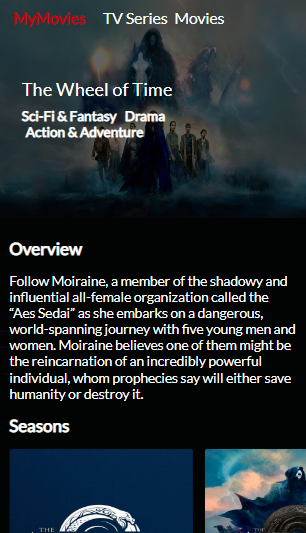 MyMovies TV Series Movies
The Wheel of Time
Sci-Fi & Fantasy Drama
Action & Adventure
Overview
Follow Moiraine, a member of the shadowy and
influential all-female organization called the
“Aes Sedai” as she embarks on a dangerous,
world-spanning journey with five young men and
women. Moiraine believes one of them might be
the reincarnation of an incredibly powerful
individual, whom prophecies say will either save
humanity or destroy it.
Seasons
THE
THE